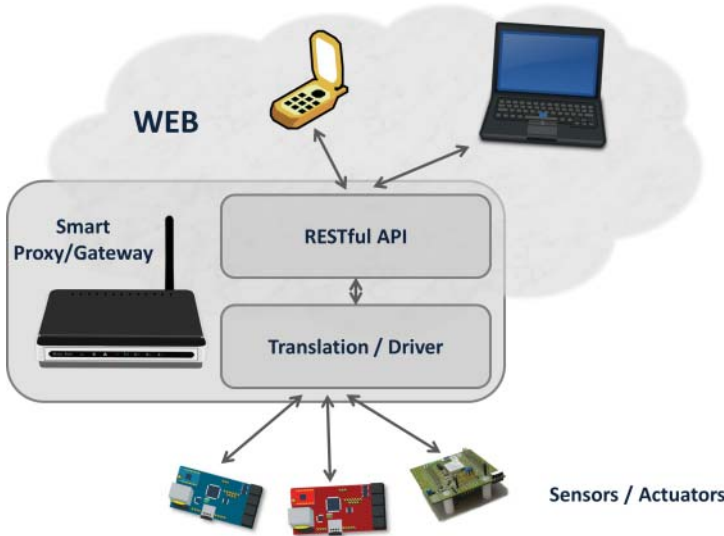 WEB
Smart
Proxy/Gateway
RESTful API
Translation / Driver
Sensors / Actuators